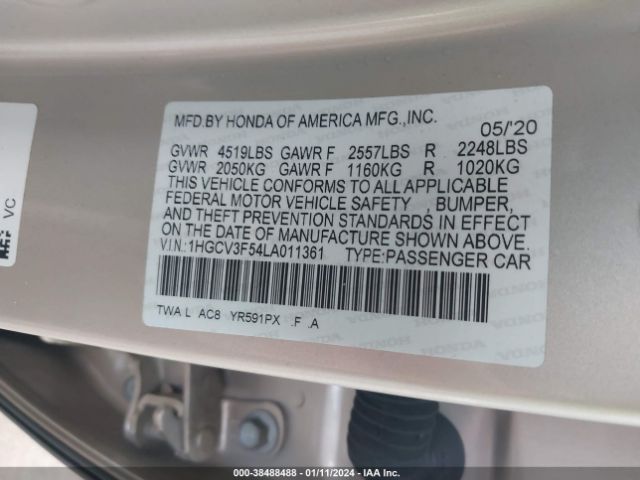 MFD.BY HONDA OF AMERICA MFG.,INC.
05/'20
GVWR 4519LBS GAWR F 2557LBS R 2248LBS
GVWR 2050KG GAWR F 1160KG R 1020KG
THIS VEHICLE CONFORMS TO ALL APPLICABLE
FEDERAL MOTOR VEHICLE SAFETY , BUMPER,
AND THEFT PREVENTION STANDARDS IN EFFECT
ON THE DATE OF MANUFACTURE SHOWN ABOVE.
V.I.N.:1HGCV3F54LA011361 TYPE:PASSENGER CAR
TWA L AC8 YR591PX .F .A
VC
000-38488488 - 01/11/2024 - IAA Inc.